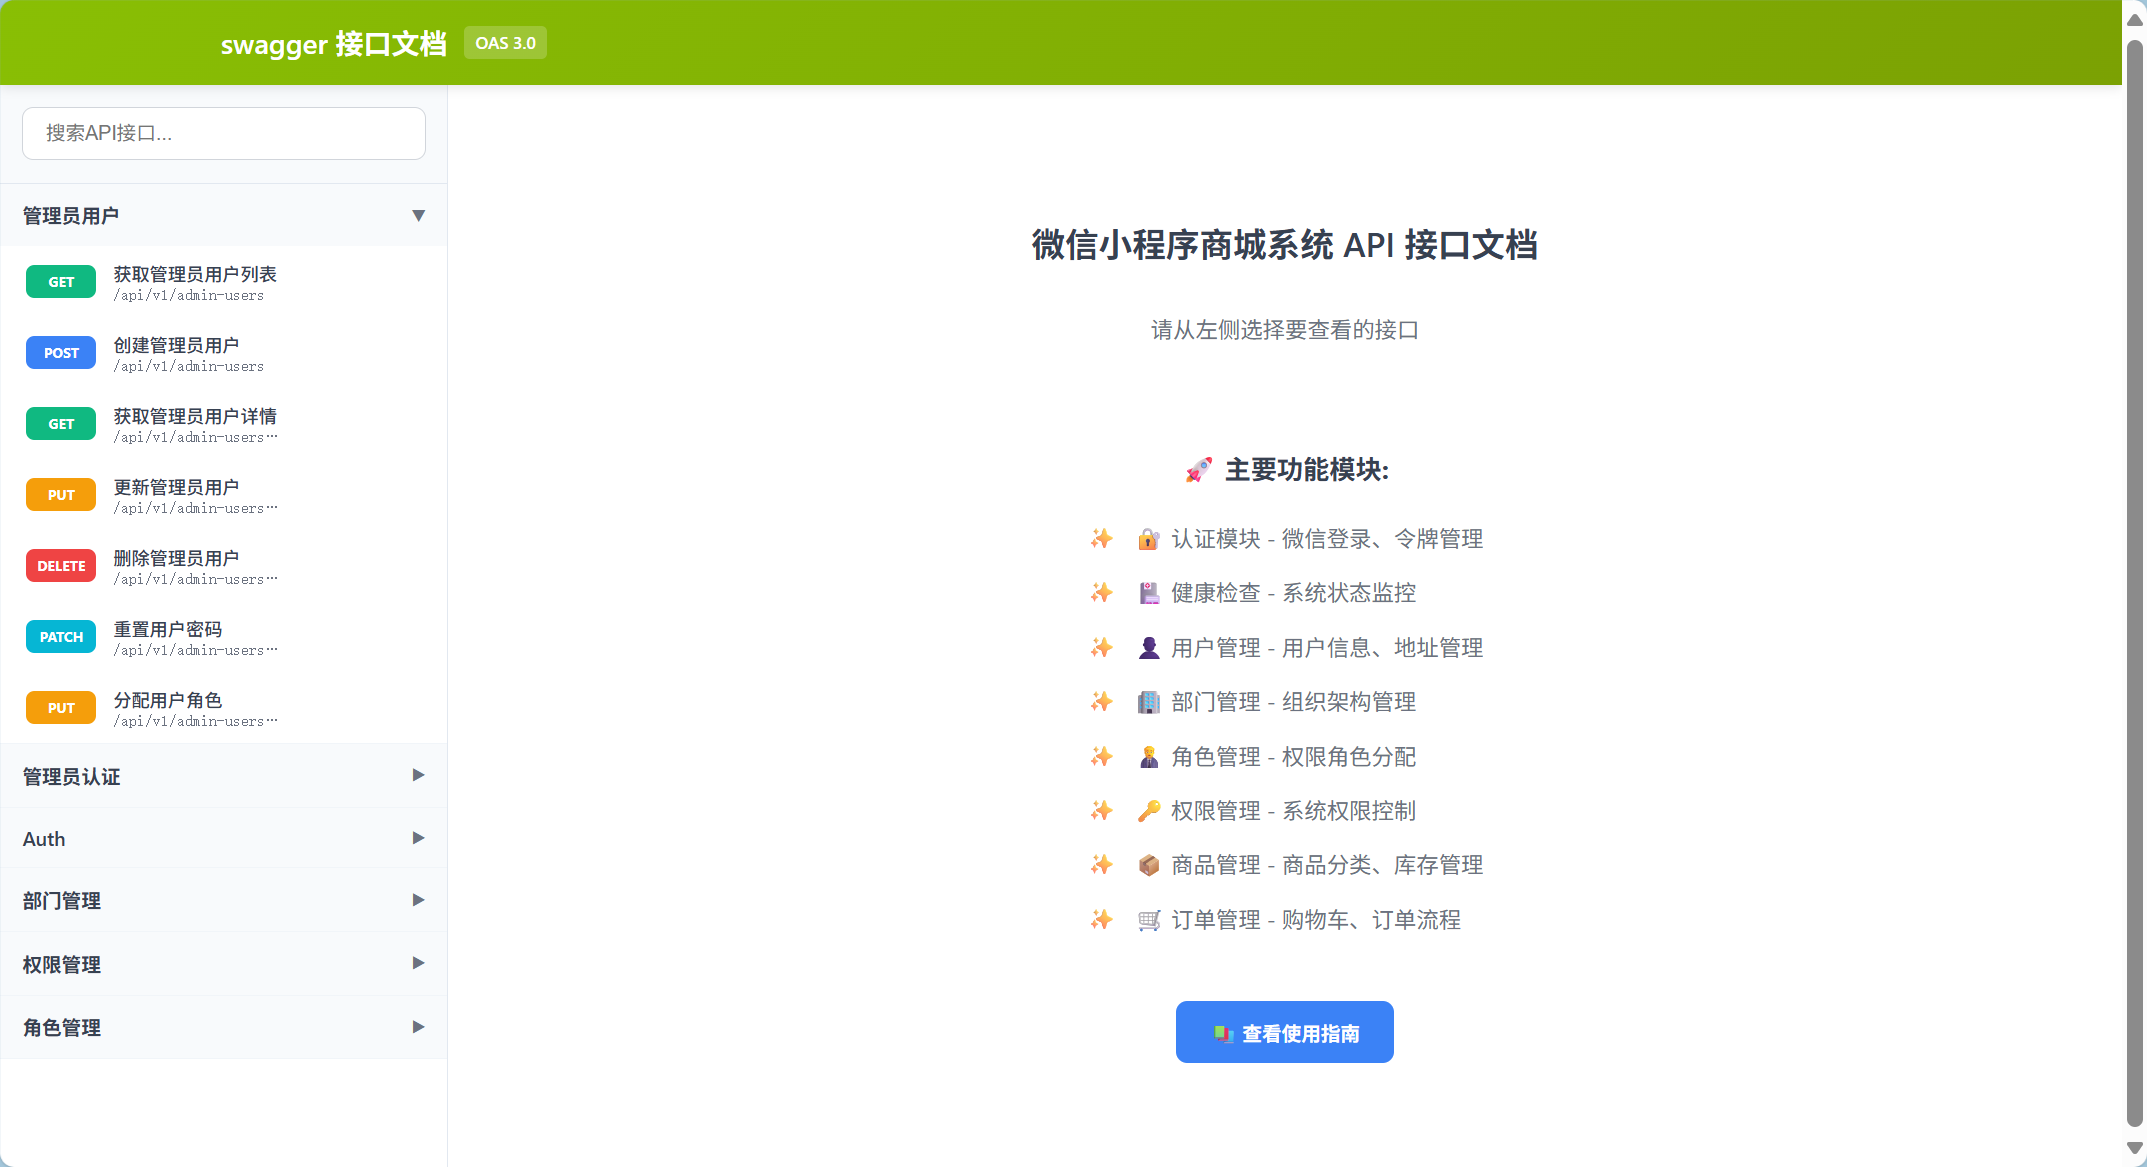 swagger 接口文档 OAS 3.0
搜索API接口...
管理员用户
GET 获取管理员用户列表
/api/v1/admin-users
POST 创建管理员用户
/api/v1/admin-users
GET 获取管理员用户详情
/api/v1/admin-users…
PUT 更新管理员用户
/api/v1/admin-users…
DELETE 删除管理员用户
/api/v1/admin-users…
PATCH 重置用户密码
/api/v1/admin-users…
PUT 分配用户角色
/api/v1/admin-users…
管理员认证
Auth
部门管理
权限管理
角色管理
微信小程序商城系统 API 接口文档
请从左侧选择要查看的接口
主要功能模块:
认证模块 - 微信登录、令牌管理
健康检查 - 系统状态监控
用户管理 - 用户信息、地址管理
部门管理 - 组织架构管理
角色管理 - 权限角色分配
权限管理 - 系统权限控制
商品管理 - 商品分类、库存管理
订单管理 - 购物车、订单流程
查看使用指南